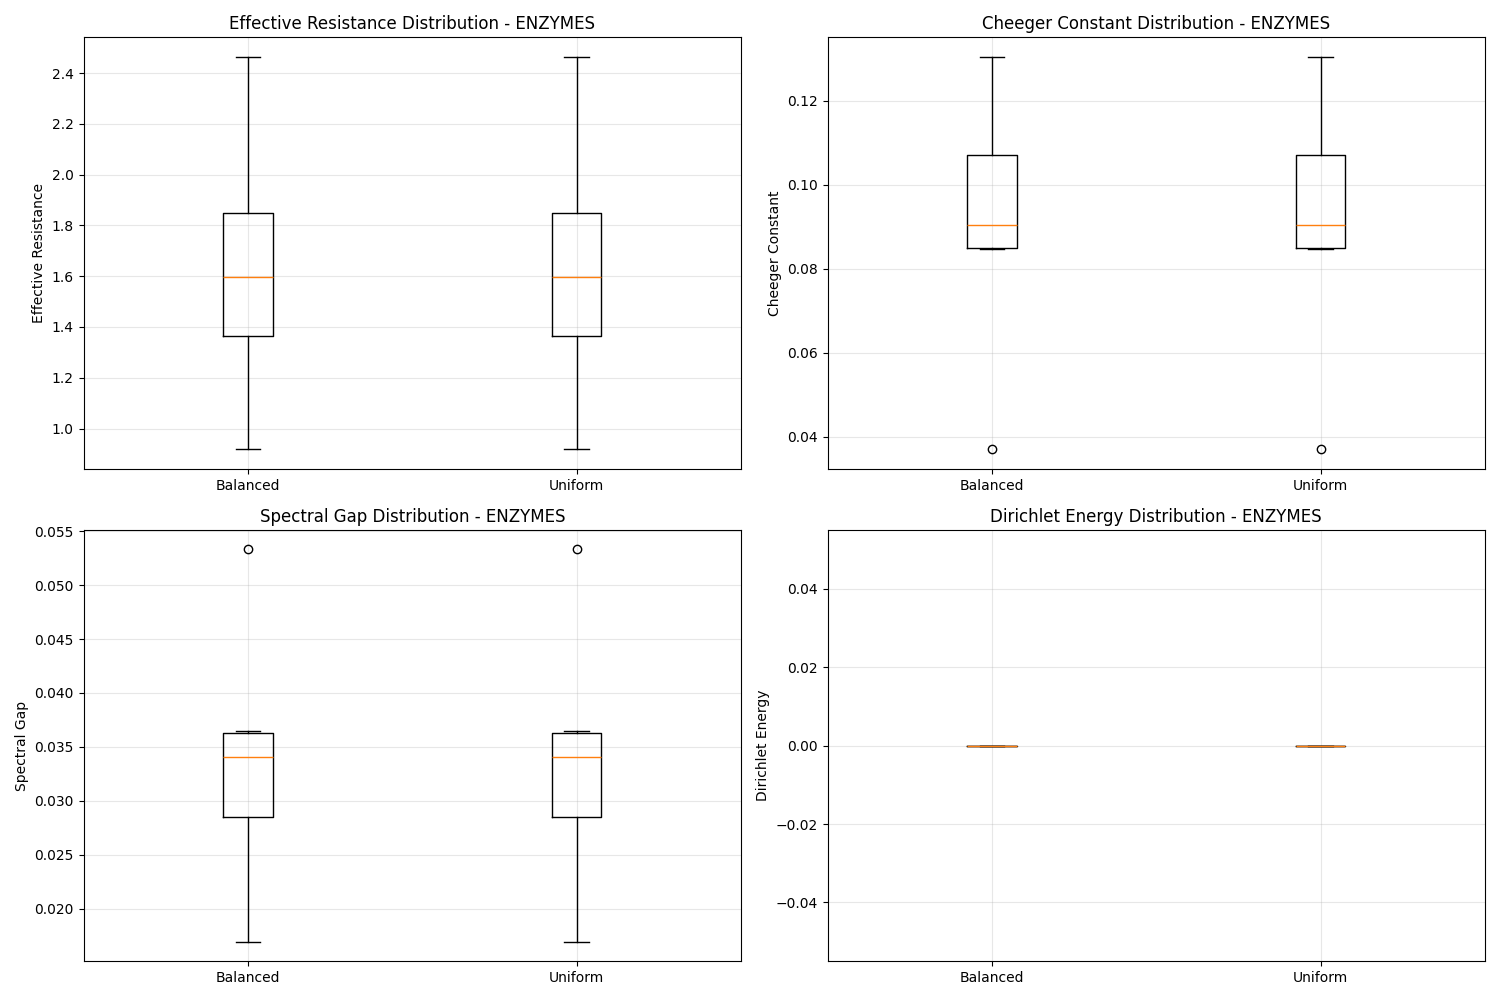 Effective Resistance Distribution - ENZYMES
Effective Resistance
2.4
2.2
2.0
1.8
1.6
1.4
1.2
1.0
Balanced
Uniform
Cheeger Constant Distribution - ENZYMES
Cheeger Constant
0.12
0.10
0.08
0.06
0.04
Balanced
Uniform
Spectral Gap Distribution - ENZYMES
Spectral Gap
0.055
0.050
0.045
0.040
0.035
0.030
0.025
0.020
Balanced
Uniform
Dirichlet Energy Distribution - ENZYMES
Dirichlet Energy
0.04
0.02
0.00
−0.02
−0.04
Balanced
Uniform